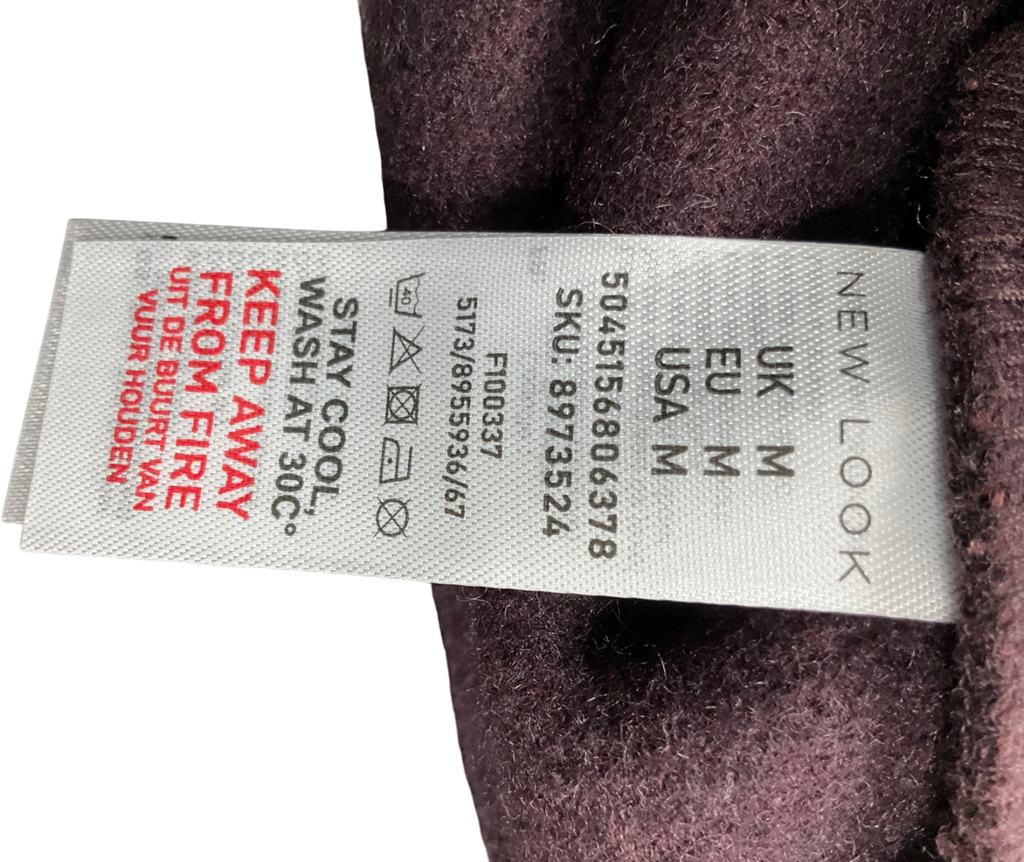 NEW LOOK
UK M
EU M
USA M
5045156806378
SKU: 8973524
F100337
5173/8955936/67
40
STAY COOL,
WASH AT 30C°
KEEP AWAY
FROM FIRE
UIT DE BUURT VAN
VUUR HOUDEN